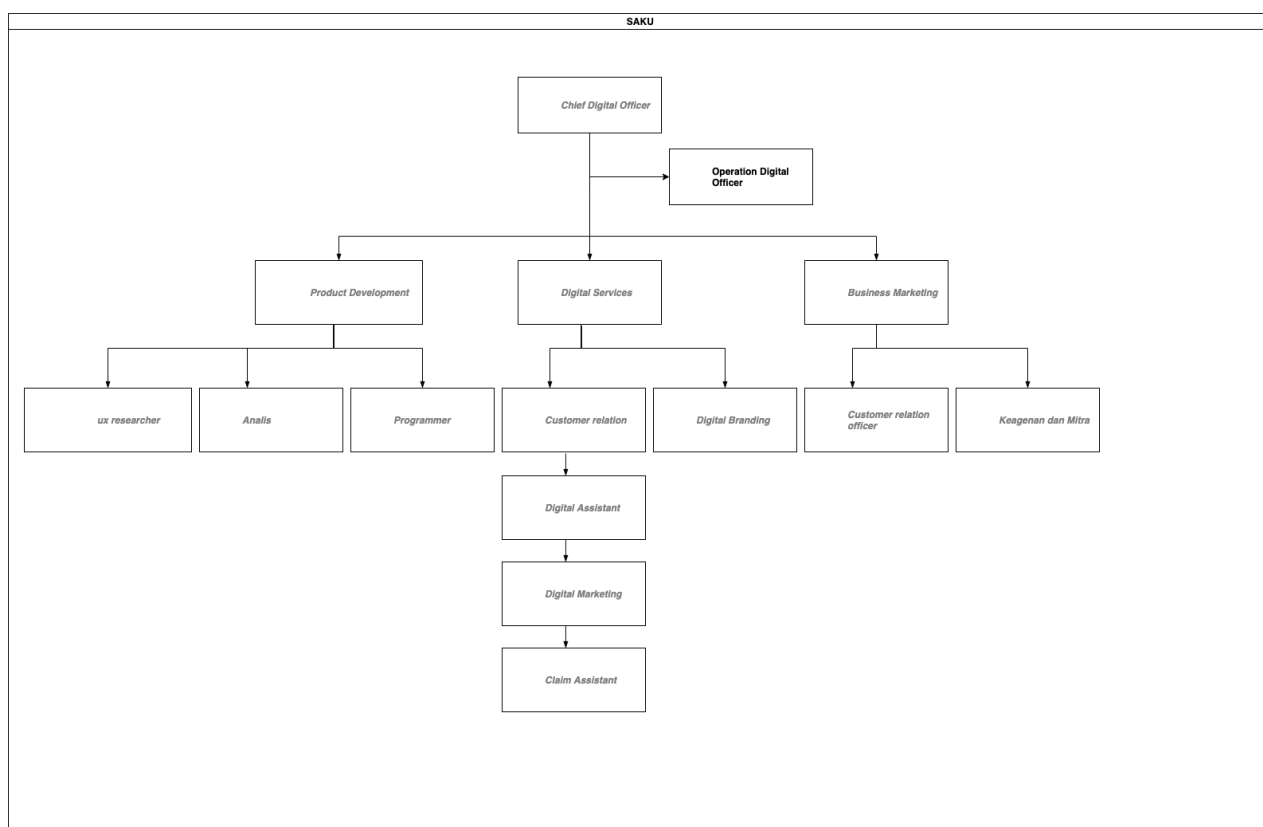 SAKU
Chief Digital Officer
Operation Digital
Officer
Product Development
Digital Services
Business Marketing
ux researcher
Analis
Programmer
Customer relation
Digital Branding
Customer relation
officer
Keagenan dan Mitra
Digital Assistant
Digital Marketing
Claim Assistant